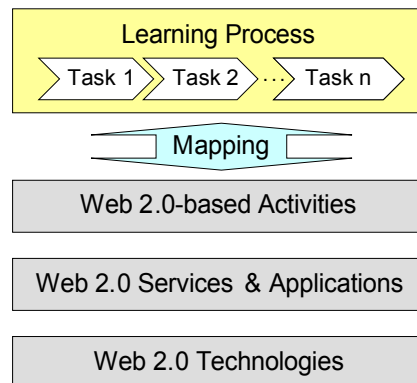 Learning Process
Task 1 Task 2 ... Task n
Mapping
Web 2.0-based Activities
Web 2.0 Services & Applications
Web 2.0 Technologies